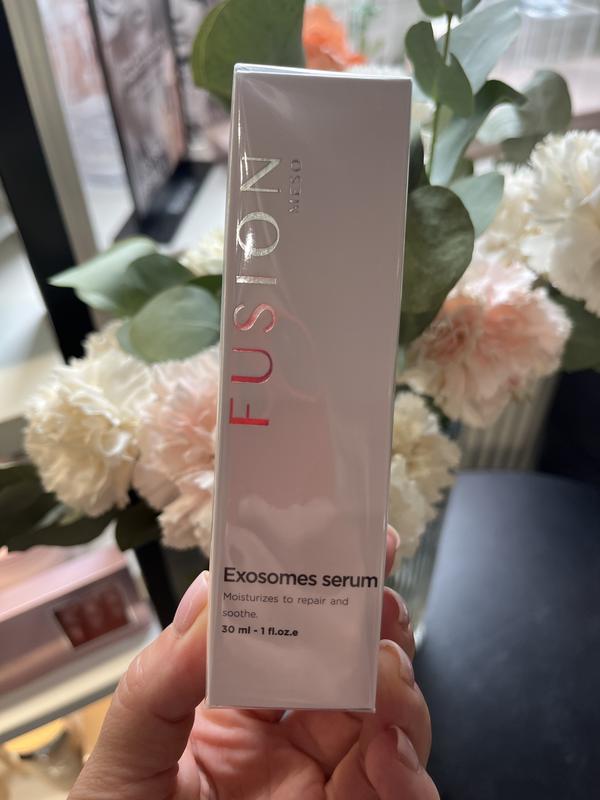 FUSION
MESO
Exosomes serum
Moisturizes to repair and
soothe.
30 ml - 1 fl.oz.e